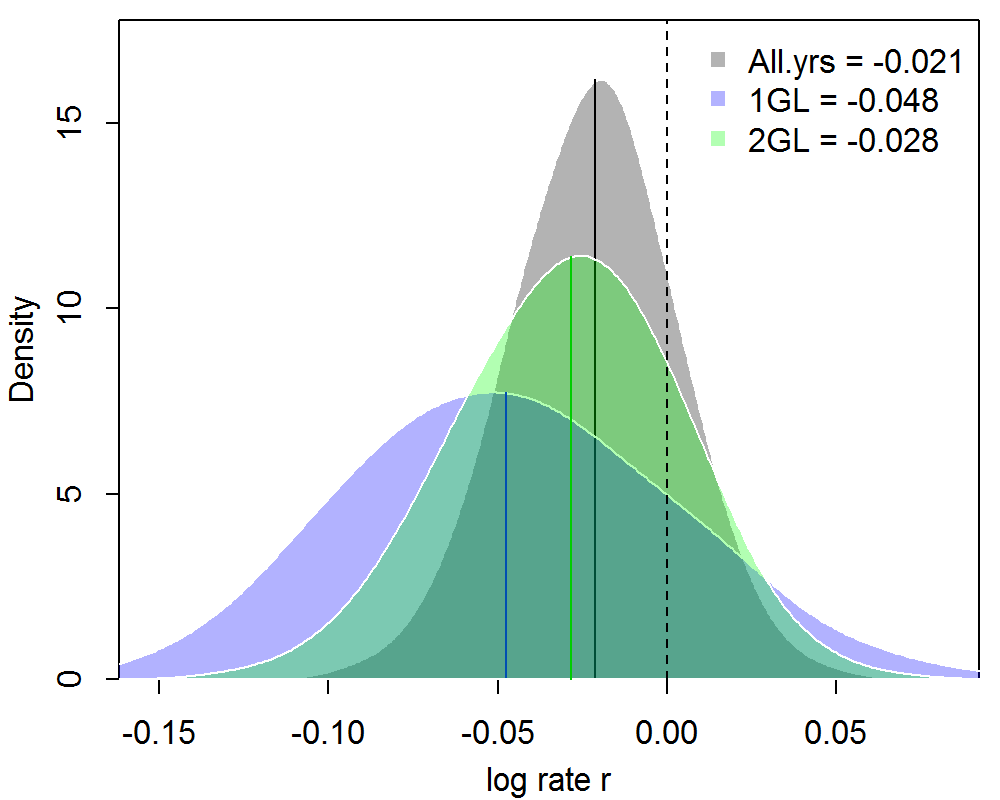 All.yrs = -0.021
1GL = -0.048
2GL = -0.028
Density
15
10
5
0
-0.15 -0.10 -0.05 0.00 0.05
log rate r